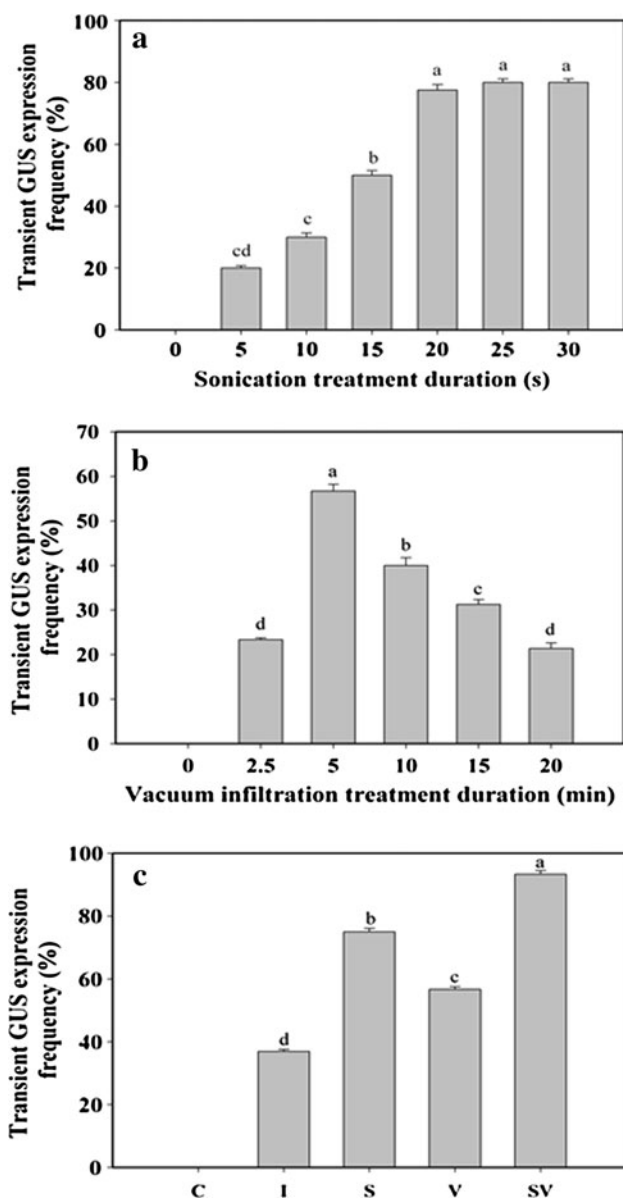 a
Transient GUS expression
frequency (%)
100
80
60
40
20
0
cd
c
b
a
a
a
0 5 10 15 20 25 30
Sonication treatment duration (s)
b
Transient GUS expression
frequency (%)
70
60
50
40
30
20
10
0
d
a
b
c
d
0 2.5 5 10 15 20
Vacuum infiltration treatment duration (min)
c
Transient GUS expression
frequency (%)
100
80
60
40
20
0
d
b
c
a
C I S V SV